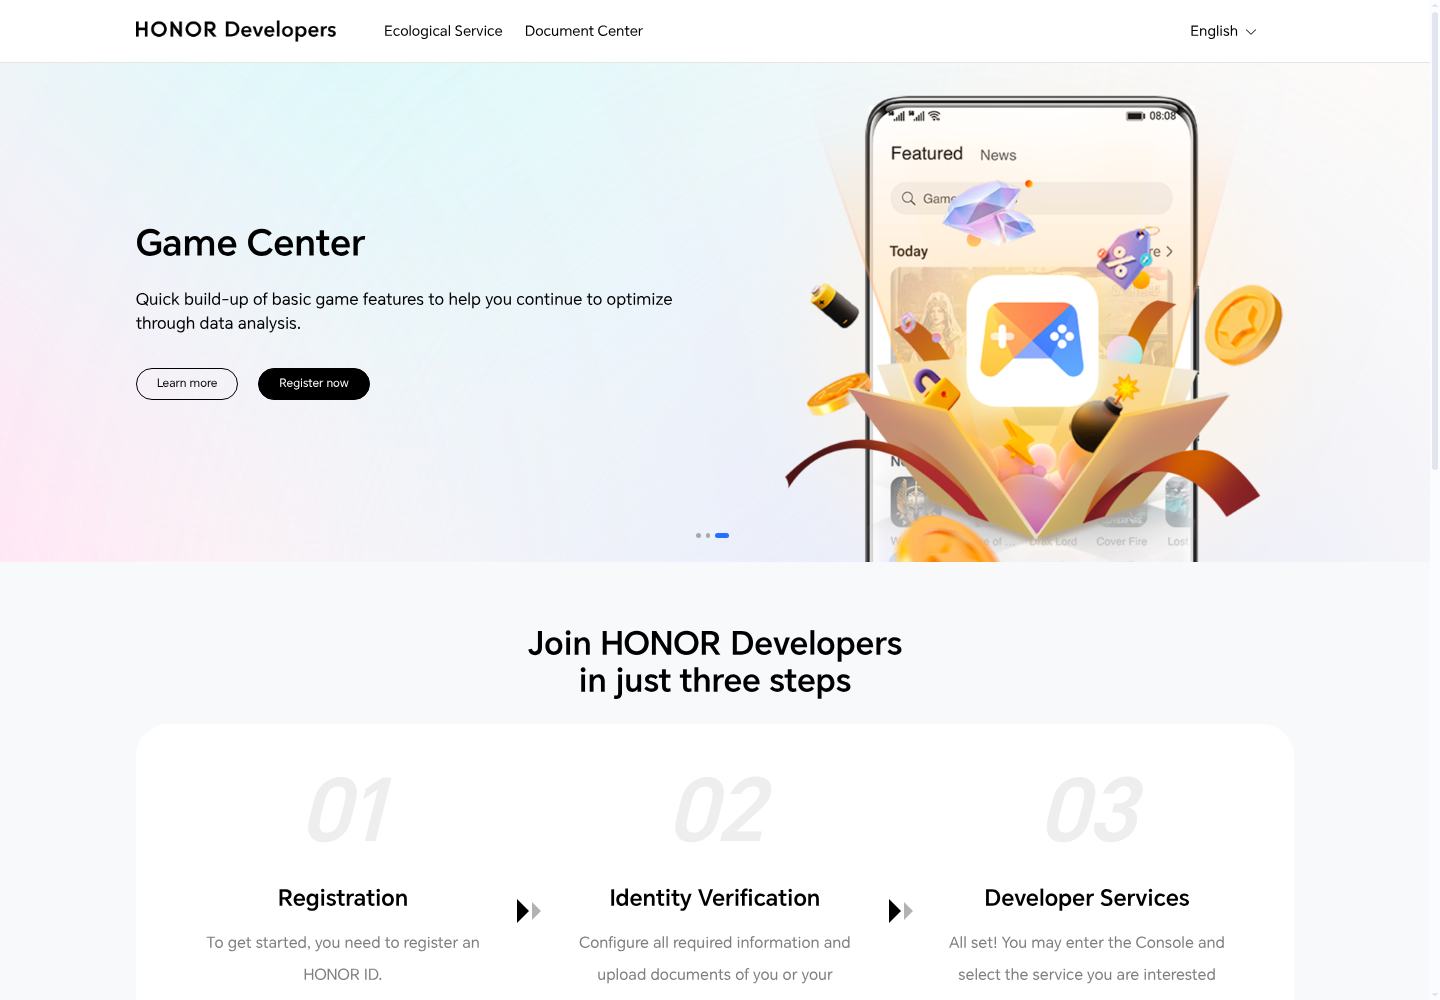 HONOR Developers
Ecological Service
Document Center
English
08:08
Featured
News
Today
Game Center
Quick build-up of basic game features to help you continue to optimize
through data analysis.
Learn more
Register now
Cover Fire
Lost
Join HONOR Developers
in just three steps
01
02
03
Registration
Identity Verification
Developer Services
To get started, you need to register an
HONOR ID.
Configure all required information and
upload documents of you or your
All set! You may enter the Console and
select the service you are interested